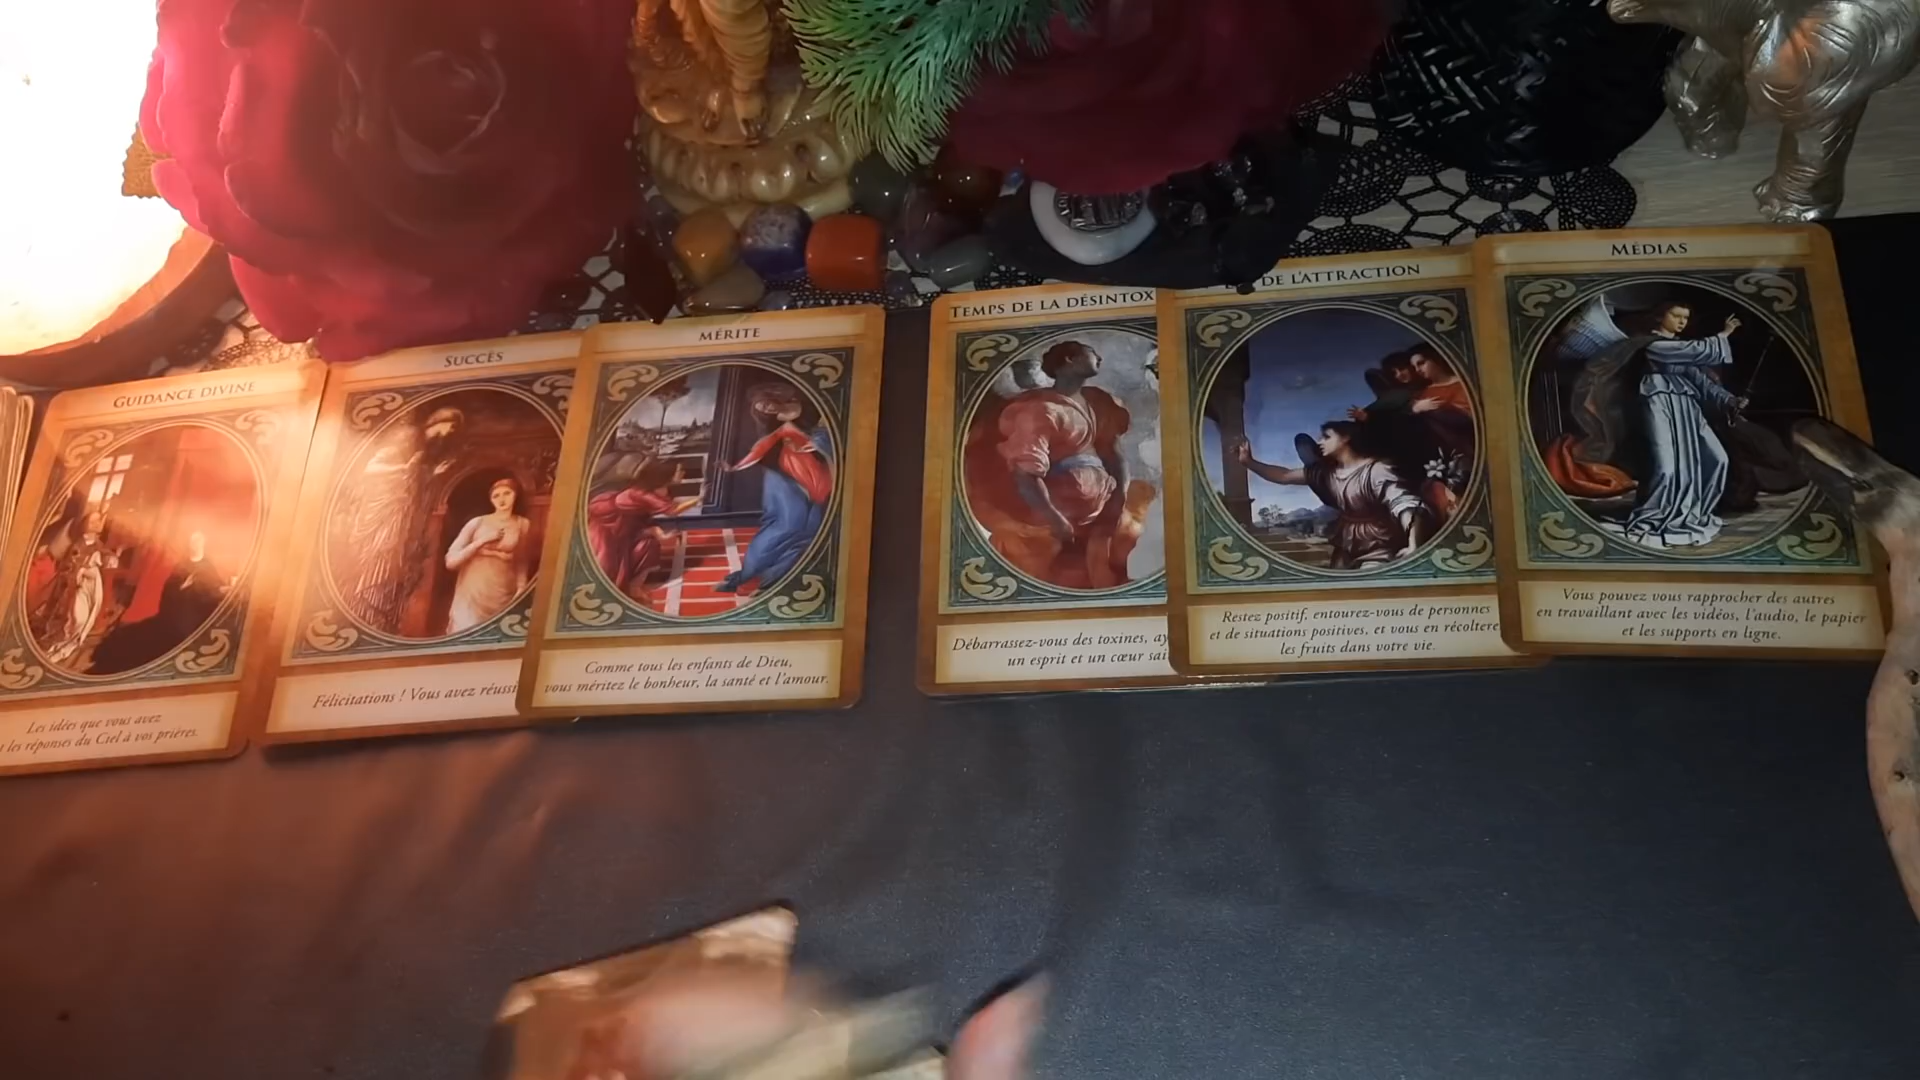 GUIDANCE DIVINE
Les idées que vous avez
les réponses du Ciel à vos prières.
SUCCÈS
Félicitations ! Vous avez réussi
MÉRITE
Comme tous les enfants de Dieu,
vous méritez le bonheur, la santé et l'amour.
TEMPS DE LA DÉSINTOX
Débarrassez-vous des toxines, ay
un esprit et un cœur sai
DE L'ATTRACTION
Restez positif, entourez-vous de personnes
et de situations positives, et vous en récolterez
les fruits dans votre vie.
MÉDIAS
Vous pouvez vous rapprocher des autres
en travaillant avec les vidéos, l'audio, le papier
et les supports en ligne.